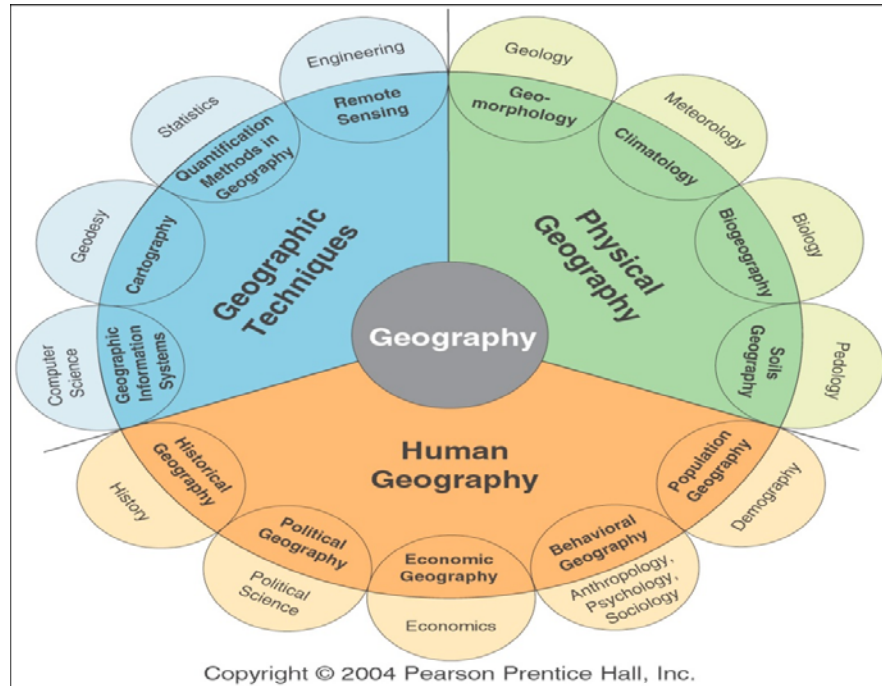 Engineering
Remote
Sensing
Statistics
Quantification
Methods in
Geography
Geodesy
Cartography
Computer
Science
Geographic
Information
Systems
Geographic
Techniques
Geology
Geo-
morphology
Meteorology
Climatology
Biology
Biogeography
Pedology
Soils
Geography
Physical
Geography
Geography
Human
Geography
Historical
Geography
History
Political
Geography
Political
Science
Economic
Geography
Economics
Behavioral
Geography
Anthropology,
Psychology,
Sociology
Population
Geography
Demography
Copyright © 2004 Pearson Prentice Hall, Inc.